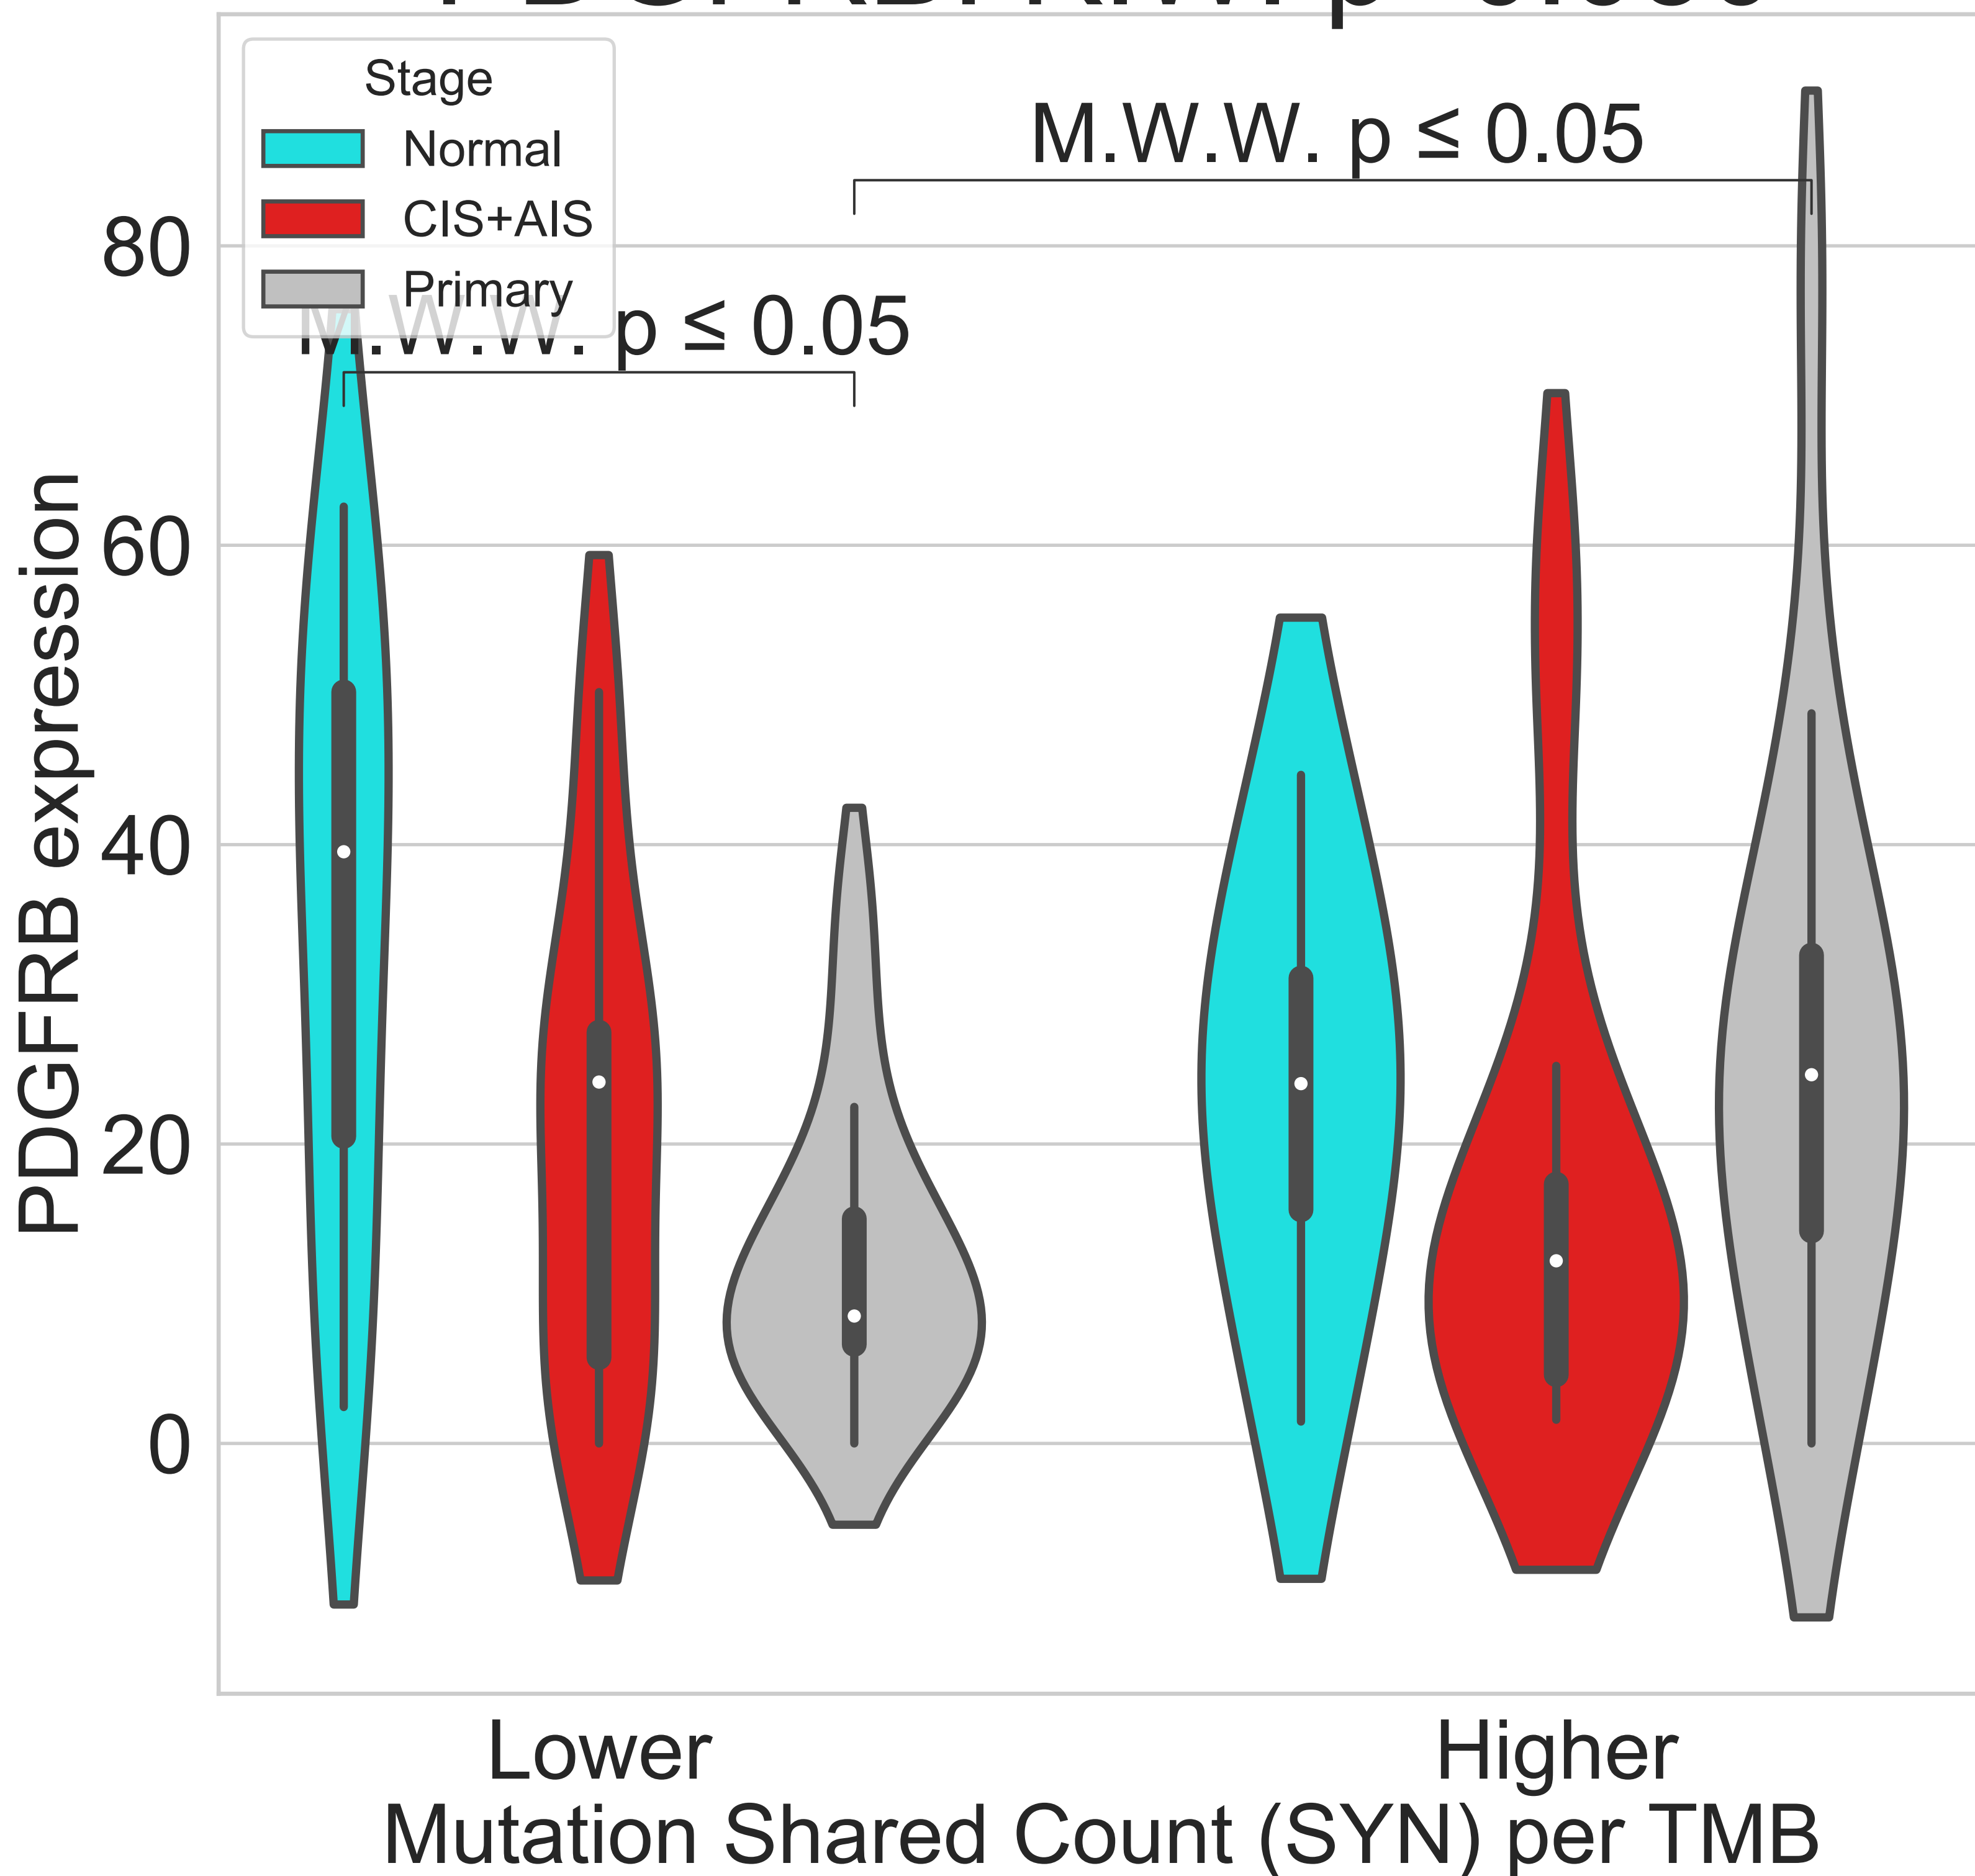 Stage
Normal
CIS+AIS
Primary
M.W.W. p ≤ 0.05
M.W.W. p ≤ 0.05
80
60
40
20
0
PDGFRB expression
Lower
Higher
Mutation Shared Count (SYN) per TMB